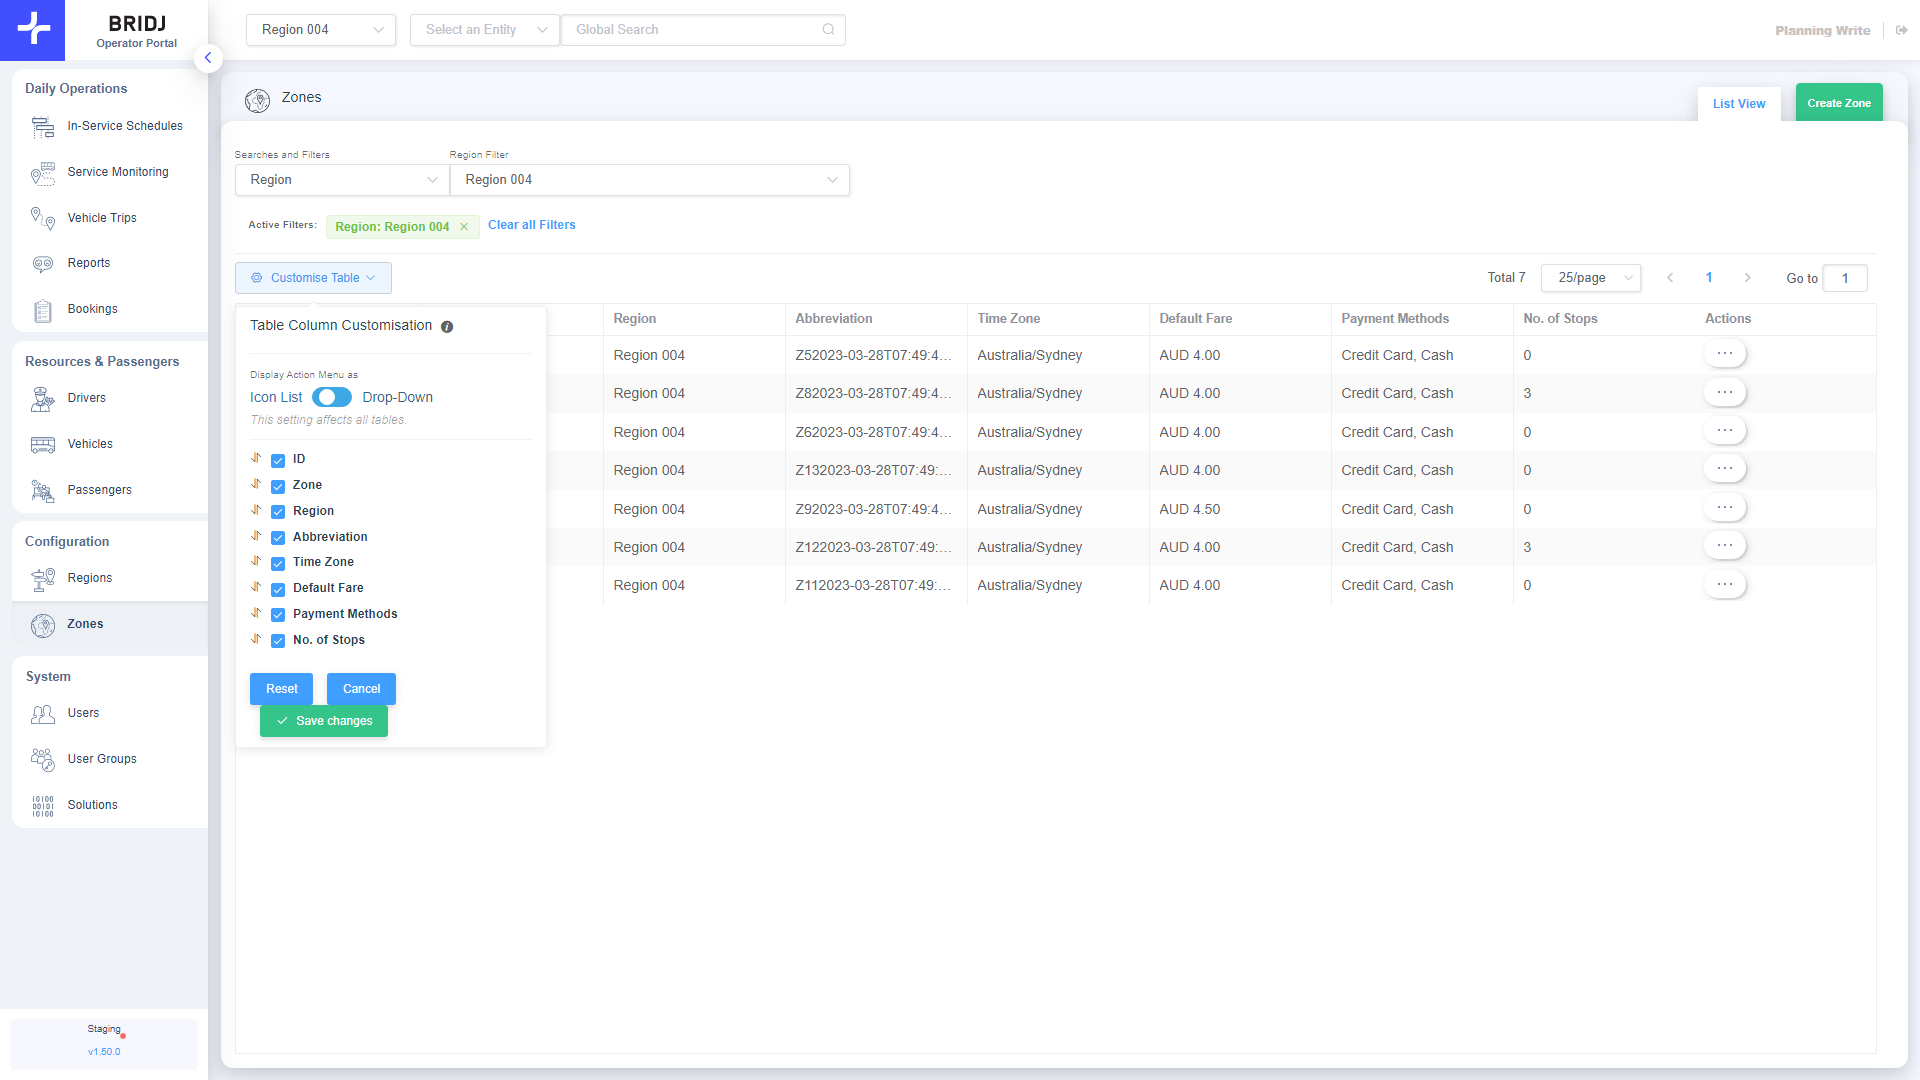 BRIDJ
Operator Portal
Region 004
Select an Entity
Global Search
Planning Write
Daily Operations
In-Service Schedules
Service Monitoring
Vehicle Trips
Reports
Bookings
Resources & Passengers
Drivers
Vehicles
Passengers
Configuration
Regions
Zones
System
Users
User Groups
10100
00101
10100
Solutions
Staging
v1.50.0
Zones
List View
Create Zone
Searches and Filters
Region Filter
Region
Region 004
Active Filters:
Region: Region 004
Clear all Filters
Customise Table
Total 7
25/page
1
Go to
1
Table Column Customisation
Display Action Menu as
Icon List
Drop-Down
This setting affects all tables.
ID
Zone
Region
Abbreviation
Time Zone
Default Fare
Payment Methods
No. of Stops
Reset
Cancel
Save changes
Region Abbreviation Time Zone Default Fare Payment Methods No. of Stops Actions
Region 004 Z52023-03-28T07:49:4... Australia/Sydney AUD 4.00 Credit Card, Cash 0 ...
Region 004 Z82023-03-28T07:49:4... Australia/Sydney AUD 4.00 Credit Card, Cash 3 ...
Region 004 Z62023-03-28T07:49:4... Australia/Sydney AUD 4.00 Credit Card, Cash 0 ...
Region 004 Z132023-03-28T07:49:... Australia/Sydney AUD 4.00 Credit Card, Cash 0 ...
Region 004 Z92023-03-28T07:49:4... Australia/Sydney AUD 4.50 Credit Card, Cash 0 ...
Region 004 Z122023-03-28T07:49:... Australia/Sydney AUD 4.00 Credit Card, Cash 3 ...
Region 004 Z112023-03-28T07:49:... Australia/Sydney AUD 4.00 Credit Card, Cash 0 ...